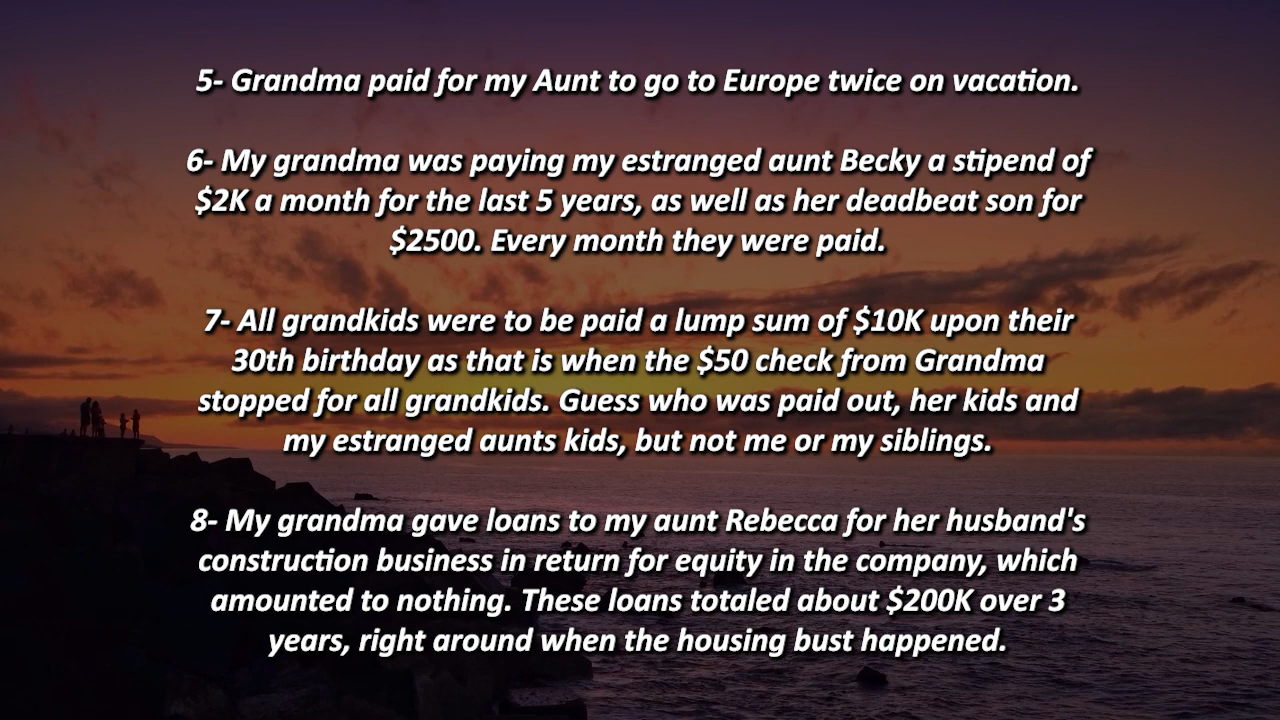 5- Grandma paid for my Aunt to go to Europe twice on vacation.
6- My grandma was paying my estranged aunt Becky a stipend of
$2K a month for the last 5 years, as well as her deadbeat son for
$2500. Every month they were paid.
7- All grandkids were to be paid a lump sum of $10K upon their
30th birthday as that is when the $50 check from Grandma
stopped for all grandkids. Guess who was paid out, her kids and
my estranged aunts kids, but not me or my siblings.
8- My grandma gave loans to my aunt Rebecca for her husband's
construction business in return for equity in the company, which
amounted to nothing. These loans totaled about $200K over 3
years, right around when the housing bust happened.